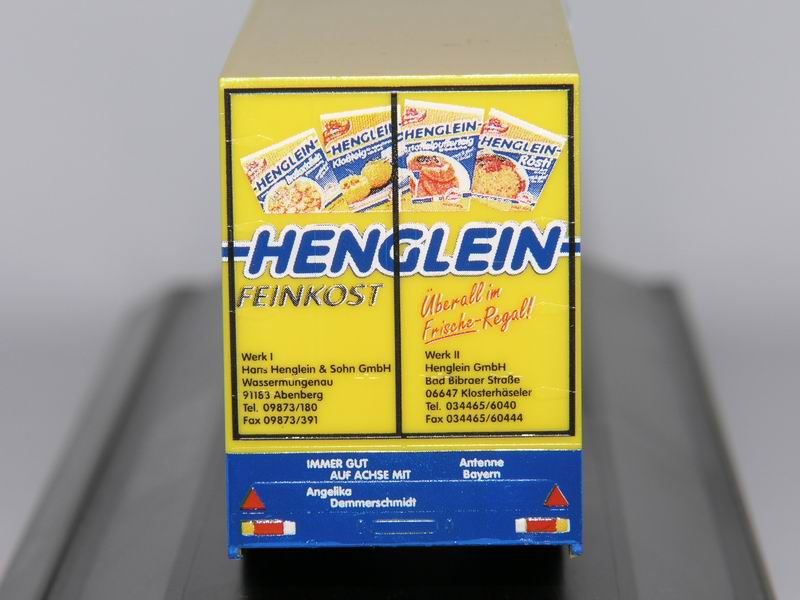 HENGLEIN
HENGLEIN
Kloßteig
HENGLEIN
HENGLEIN
RÖSTI
HENGLEIN
FEINKOST
Überall im
Frische-Regal!
Werk I
Hans Henglein & Sohn GmbH
Wassermungenau
91183 Abenberg
Tel. 09873/180
Fax 09873/391
Werk II
Henglein GmbH
Bad Bibraer Straße
06647 Klosterhäseler
Tel. 034465/6040
Fax 034465/60444
IMMER GUT
AUF ACHSE MIT
Antenne
Bayern
Angelika
Demmerschmidt